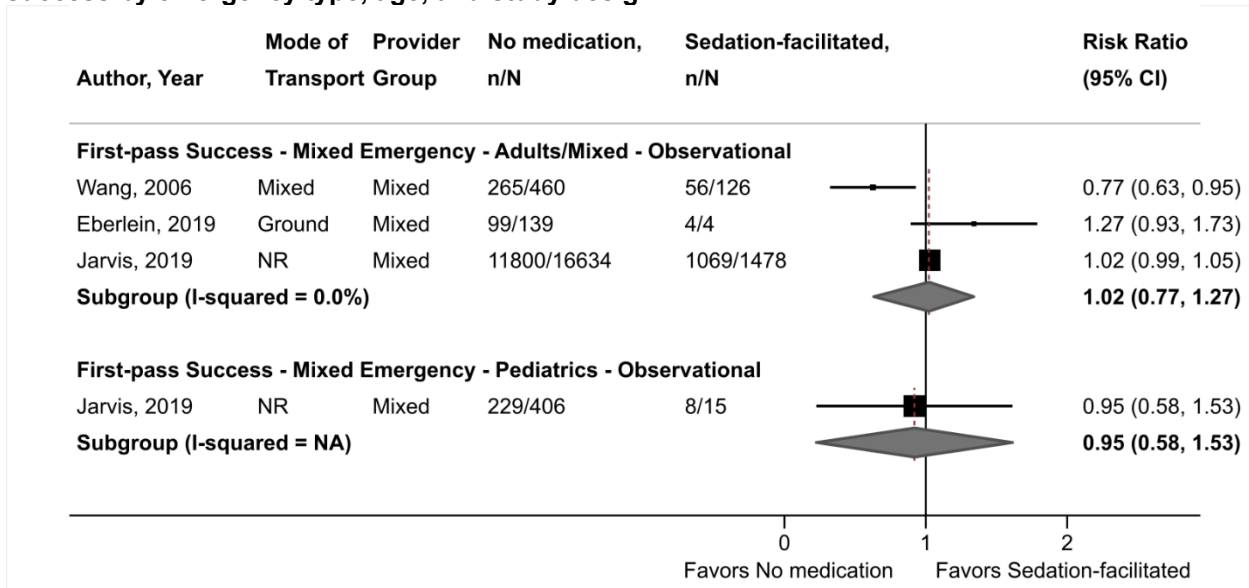 Mode of Provider No medication, Sedation-facilitated, Risk Ratio
Author, Year Transport Group n/N n/N (95% CI)
First-pass Success - Mixed Emergency - Adults/Mixed - Observational
Wang, 2006 Mixed Mixed 265/460 56/126 0.77 (0.63, 0.95)
Eberlein, 2019 Ground Mixed 99/139 4/4 1.27 (0.93, 1.73)
Jarvis, 2019 NR Mixed 11800/16634 1069/1478 1.02 (0.99, 1.05)
Subgroup (I-squared = 0.0%) 1.02 (0.77, 1.27)
First-pass Success - Mixed Emergency - Pediatrics - Observational
Jarvis, 2019 NR Mixed 229/406 8/15 0.95 (0.58, 1.53)
Subgroup (I-squared = NA) 0.95 (0.58, 1.53)
0 1 2
Favors No medication Favors Sedation-facilitated